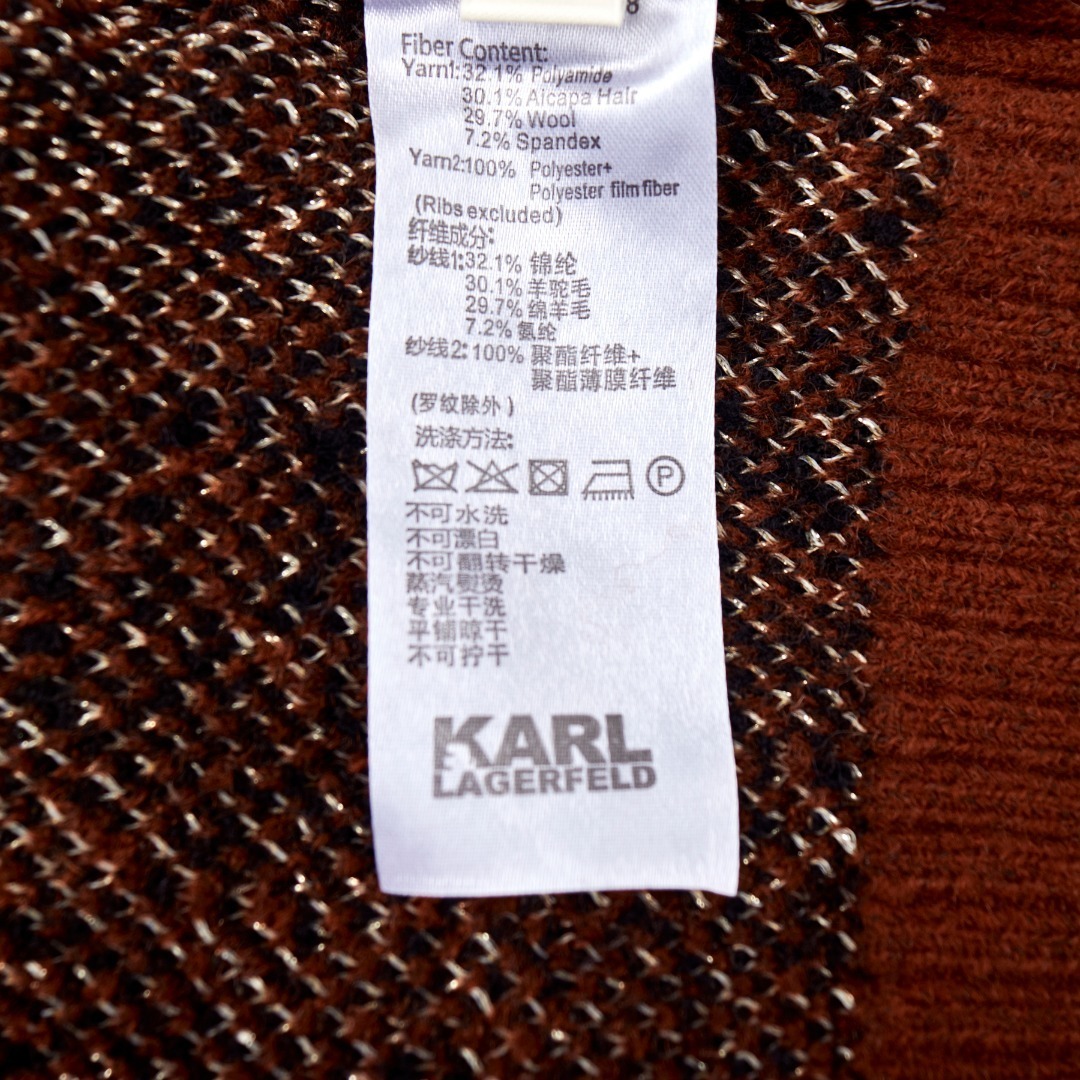 8
Fiber Content:
Yarn1:32.1% Polyamide
30.1% Aicapa Hair
29.7% Wool
7.2% Spandex
Yarn2:100% Polyester+
Polyester film fiber
(Ribs excluded)
纤维成分:
纱线1:32.1% 锦纶
30.1% 羊驼毛
29.7% 绵羊毛
7.2% 氨纶
纱线2:100% 聚酯纤维+
聚酯薄膜纤维
(罗纹除外)
洗涤方法:
P
不可水洗
不可漂白
不可翻转干燥
蒸汽熨烫
专业干洗
平铺晾干
不可拧干
KARL
LAGERFELD